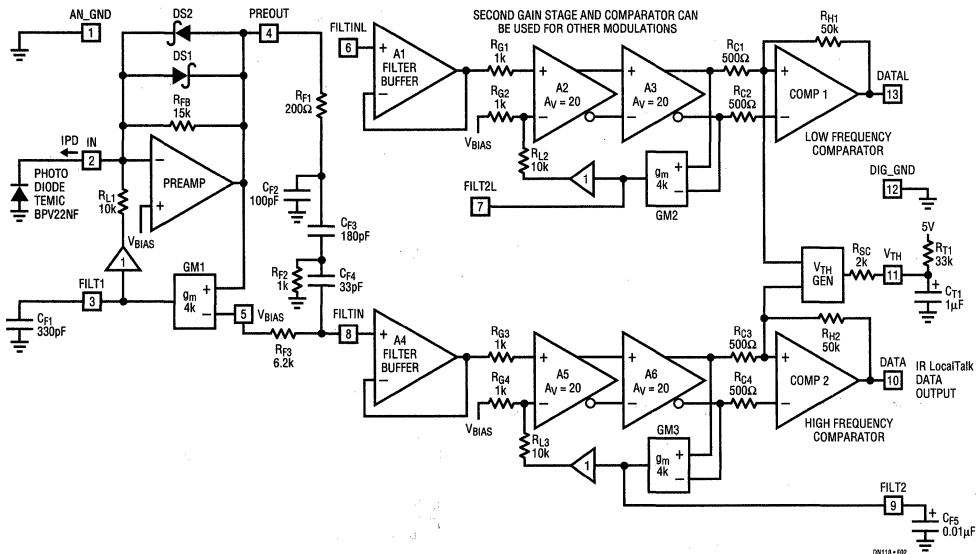 AN_GND
1
DS2
PREOUT
4
DS1
RFB
15k
IPD
IN
2
PHOTO
DIODE
TEMIC
BPV22NF
RL1
10k
−
PREAMP
+
VBIAS
1
FILT1
3
GM1
gm
4k
+
−
5
VBIAS
CF1
330pF
RF1
200Ω
CF2
100pF
CF3
180pF
RF2
1k
CF4
33pF
RF3
6.2k
FILTIN
8
FILTINL
6
+
A1
FILTER
BUFFER
−
SECOND GAIN STAGE AND COMPARATOR CAN
BE USED FOR OTHER MODULATIONS
RG1
1k
RG2
1k
VBIAS
+
A2
AV = 20
−
+
A3
AV = 20
−
RL2
10k
1
gm
4k
+
−
GM2
FILT2L
7
RC1
500Ω
RC2
500Ω
RH1
50k
+
COMP 1
−
DATAL
13
LOW FREQUENCY
COMPARATOR
DIG_GND
12
5V
VTH
GEN
RSC
2k
VTH
11
RT1
33k
+
CT1
1µF
+
A4
FILTER
BUFFER
−
RG3
1k
RG4
1k
VBIAS
+
A5
AV = 20
−
+
A6
AV = 20
−
RL3
10k
1
GM3
gm
4k
+
−
RC3
500Ω
RC4
500Ω
RH2
50k
+
COMP 2
−
DATA
10
IR LocalTalk
DATA
OUTPUT
HIGH FREQUENCY
COMPARATOR
FILT2
9
+
CF5
0.01µF
DN118 • F02